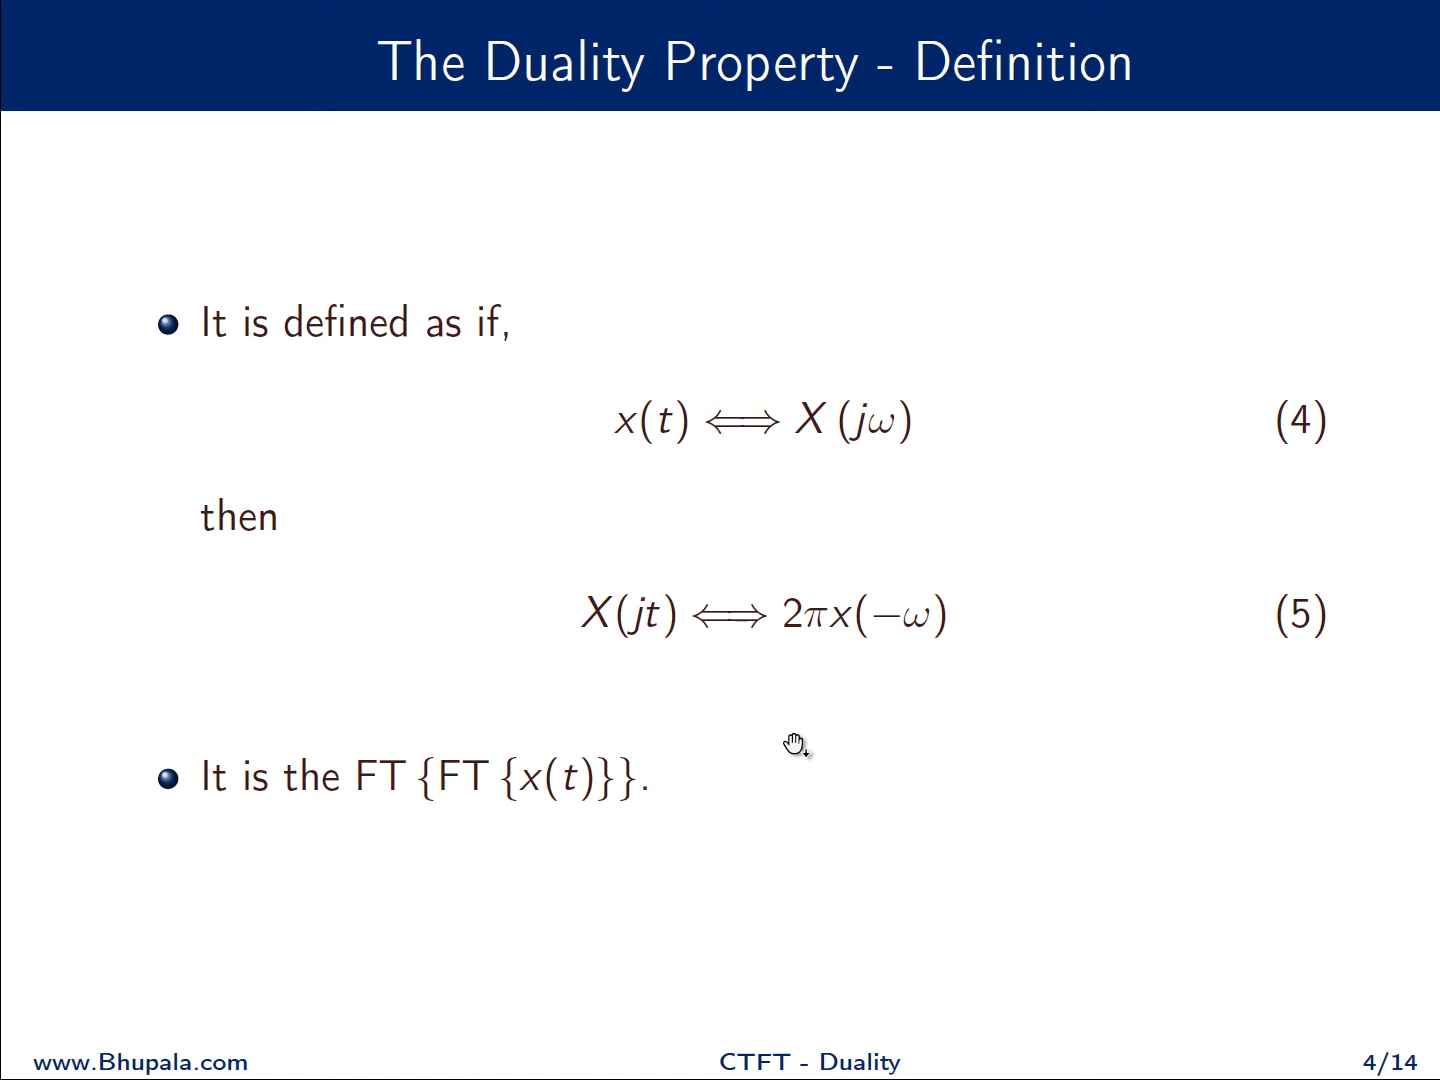 The Duality Property - Definition
It is defined as if,
x(t) ⟺ X (jω) (4)
then
X(jt) ⟺ 2πx(−ω) (5)
It is the FT {FT {x(t)}}.
www.Bhupala.com CTFT - Duality 4/14